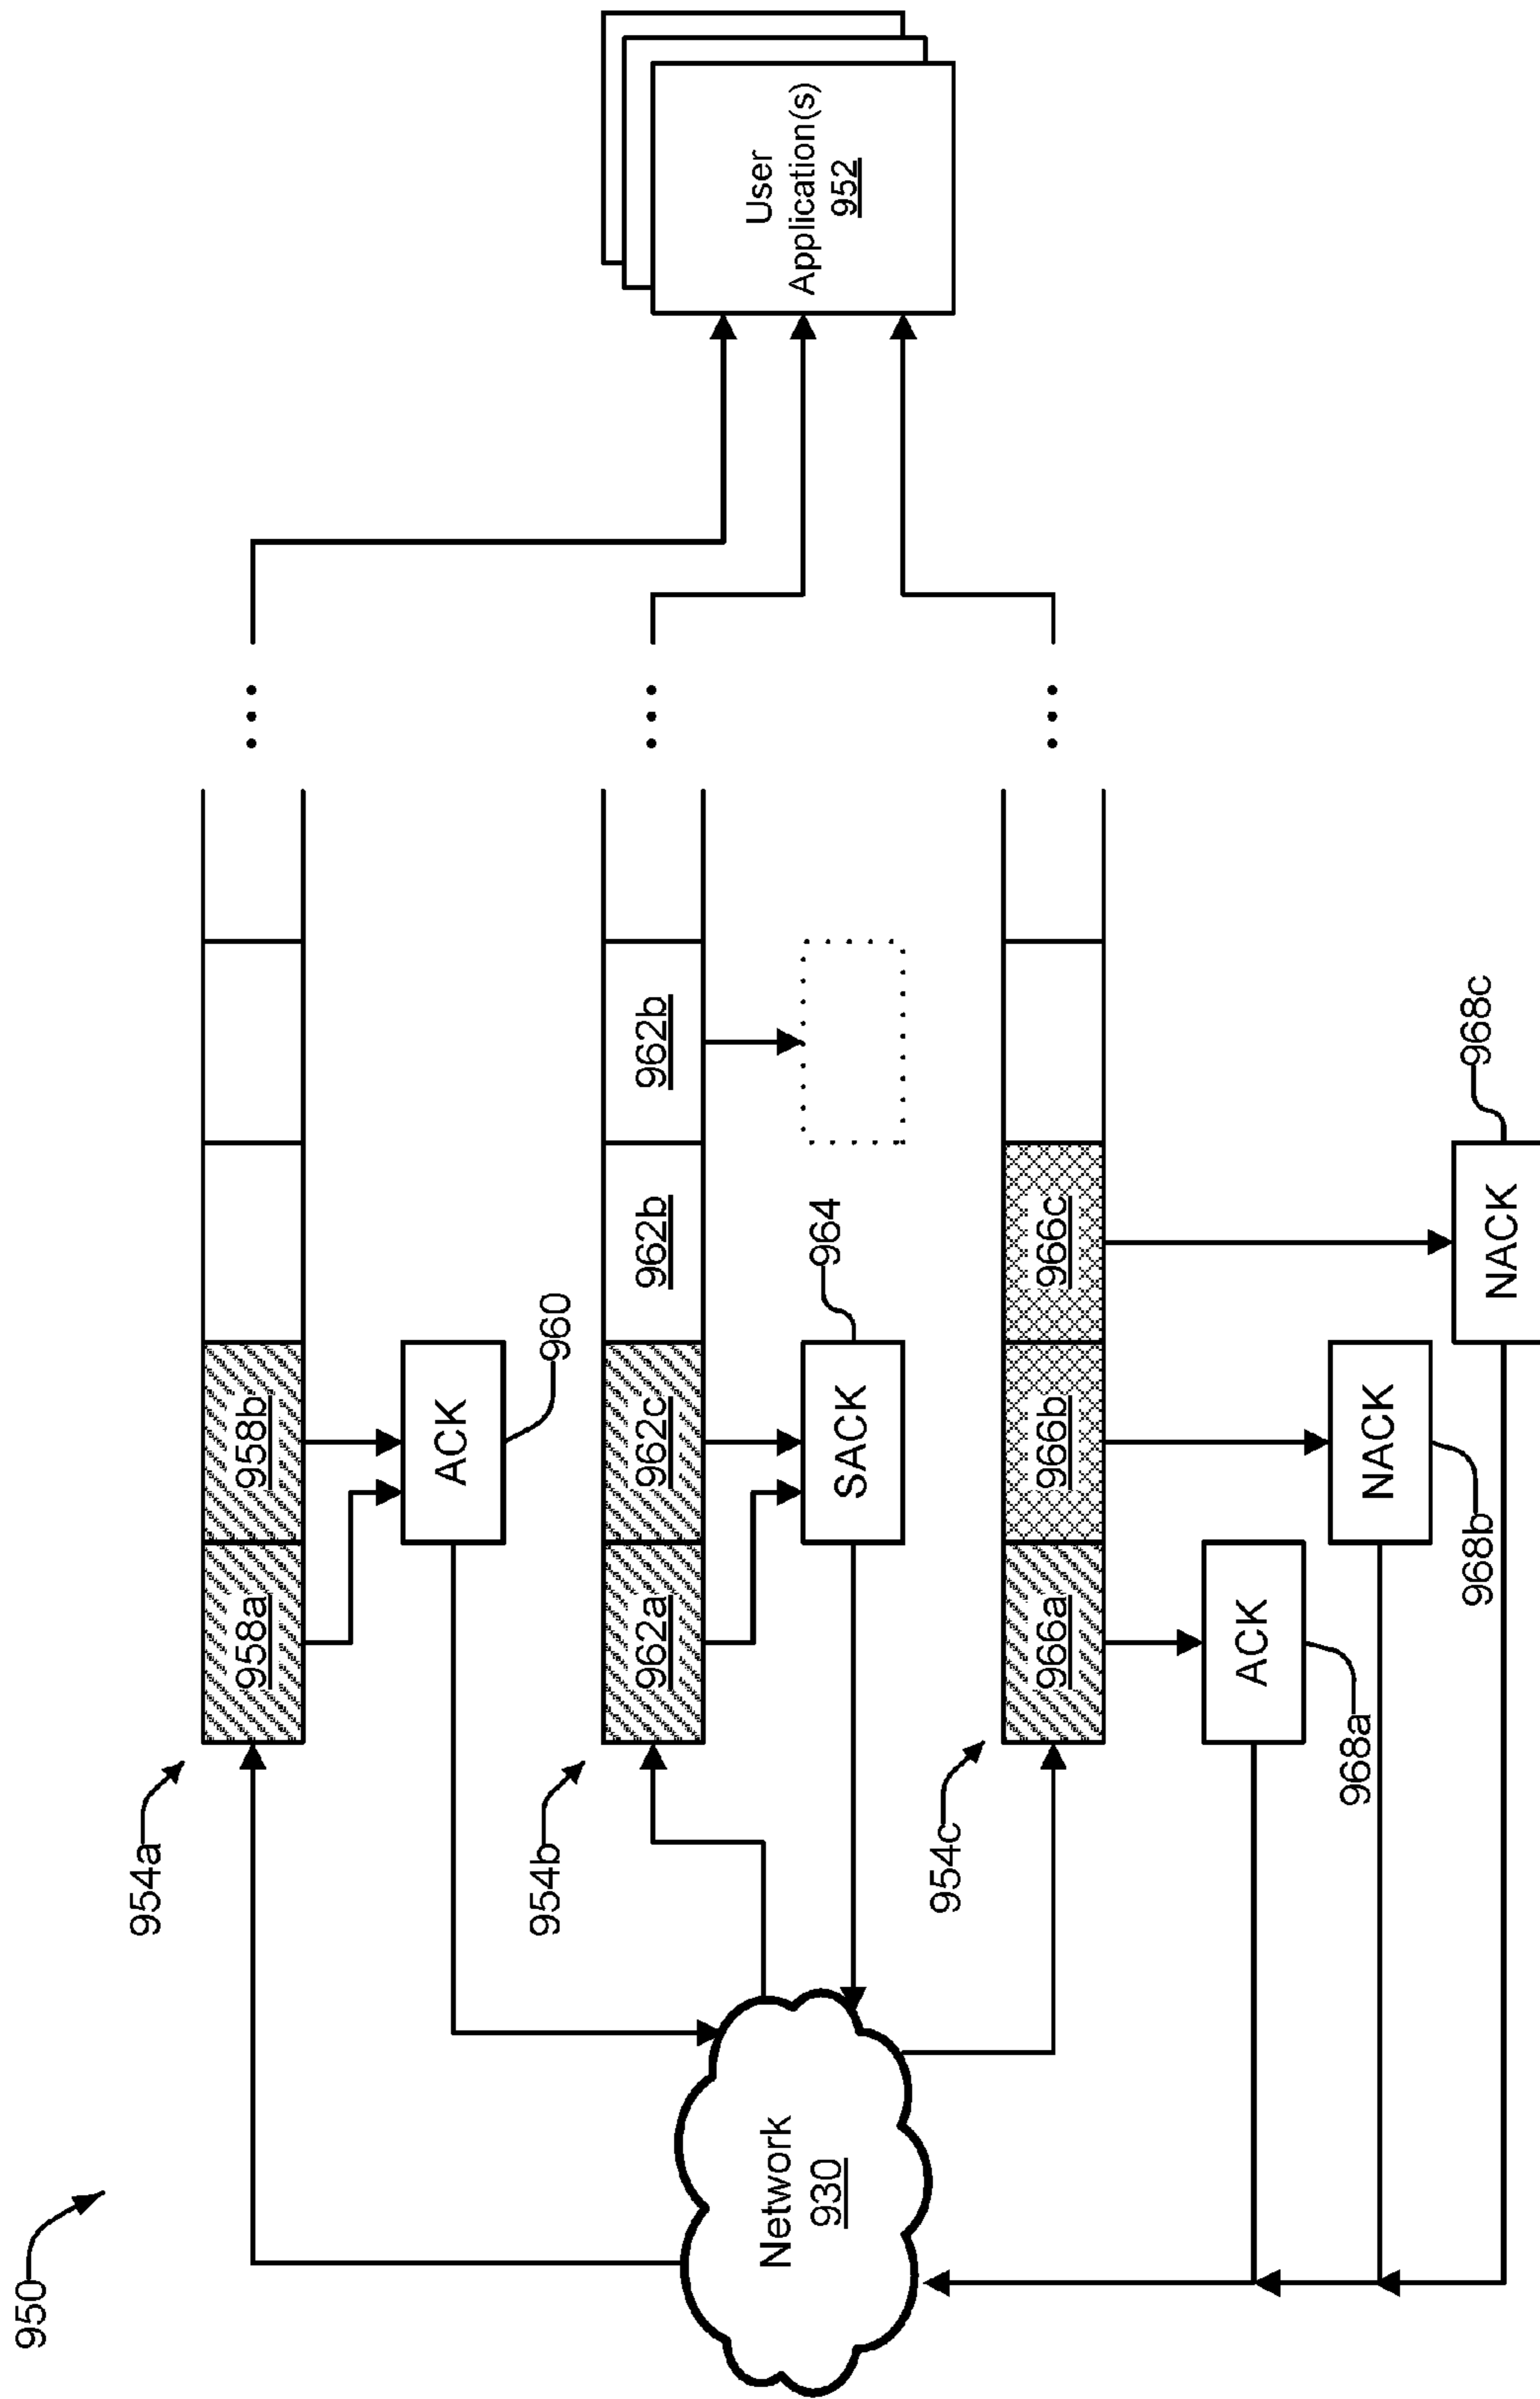 950
954a
958a
958b
ACK
960
954b
962a
962c
962b
962b
SACK
964
Network
930
User
Application(s)
952
954c
966a
966b
966c
ACK
968a
NACK
968b
NACK
968c